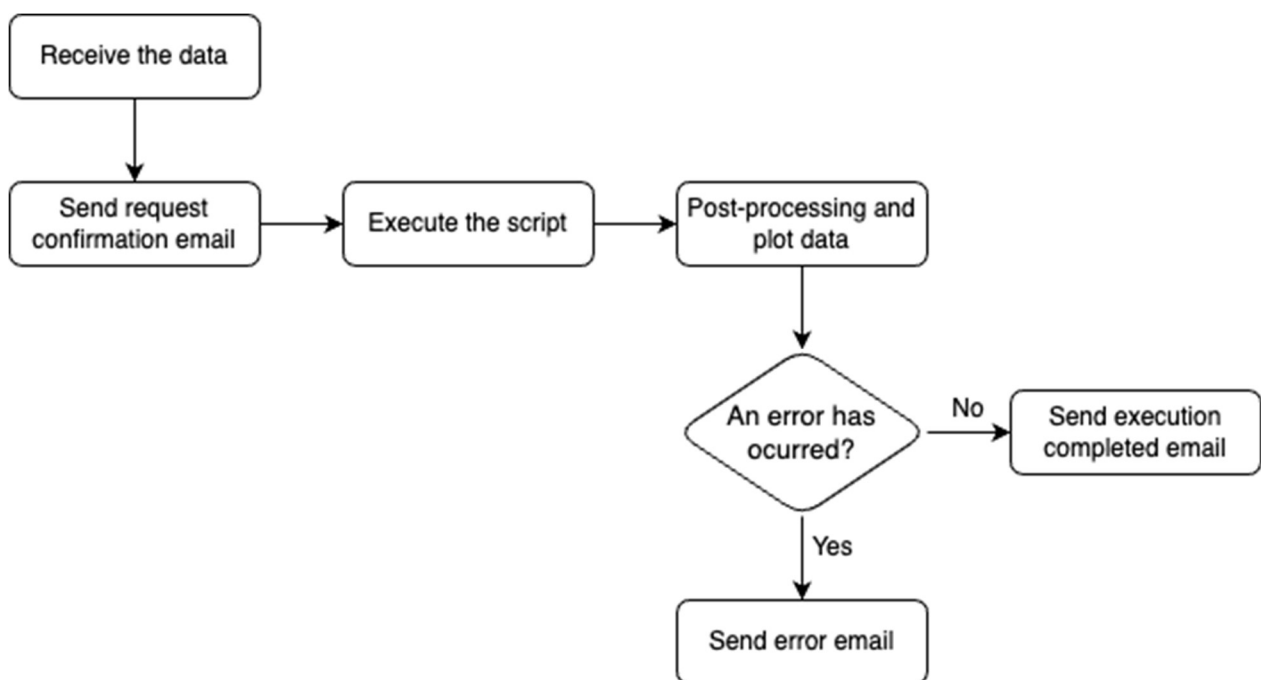 Receive the data
Send request
confirmation email
Execute the script
Post-processing and
plot data
An error has
ocurred?
No
Send execution
completed email
Yes
Send error email